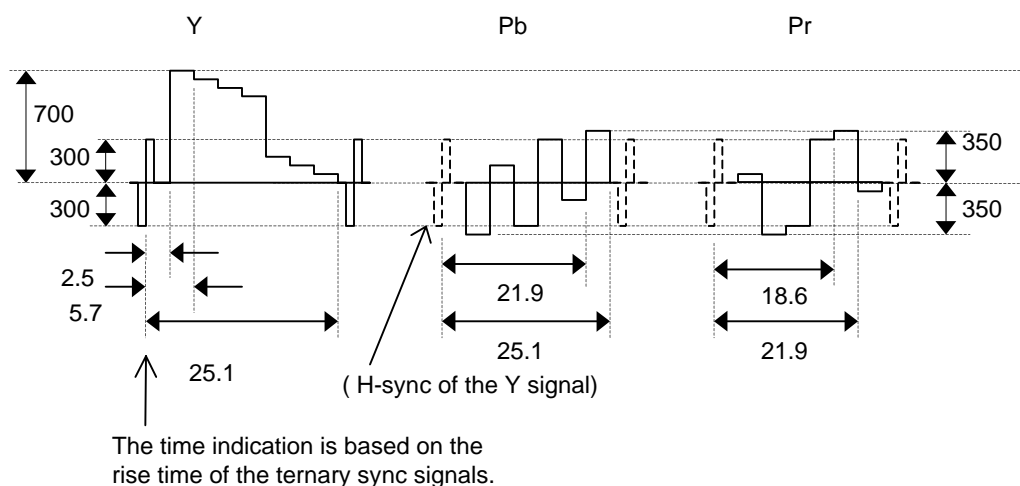 Y
Pb
Pr
700
300
300
350
350
2.5
5.7
25.1
21.9
25.1
18.6
21.9
( H-sync of the Y signal)
The time indication is based on the
rise time of the ternary sync signals.